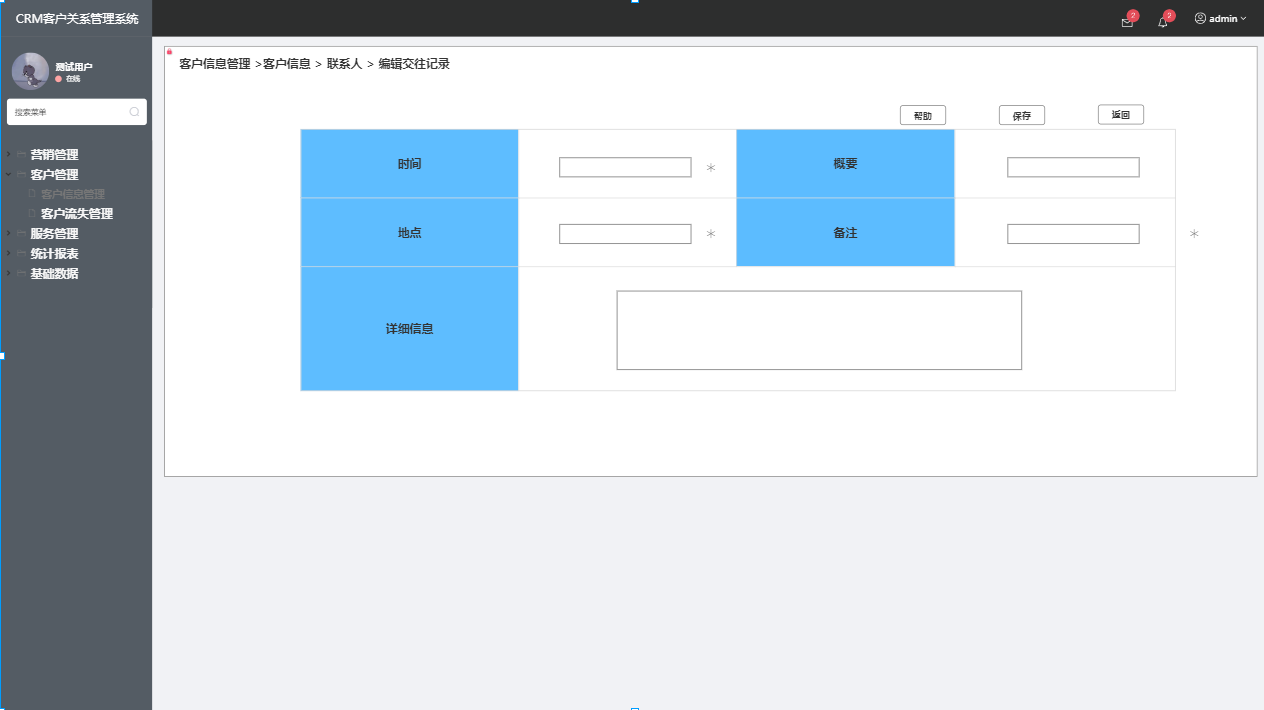 CRM客户关系管理系统
2
2
admin
测试用户
在线
搜索菜单
营销管理
客户管理
客户信息管理
客户流失管理
服务管理
统计报表
基础数据
客户信息管理 >客户信息 > 联系人 > 编辑交往记录
帮助 保存 返回
时间 * 概要
地点 * 备注 *
详细信息